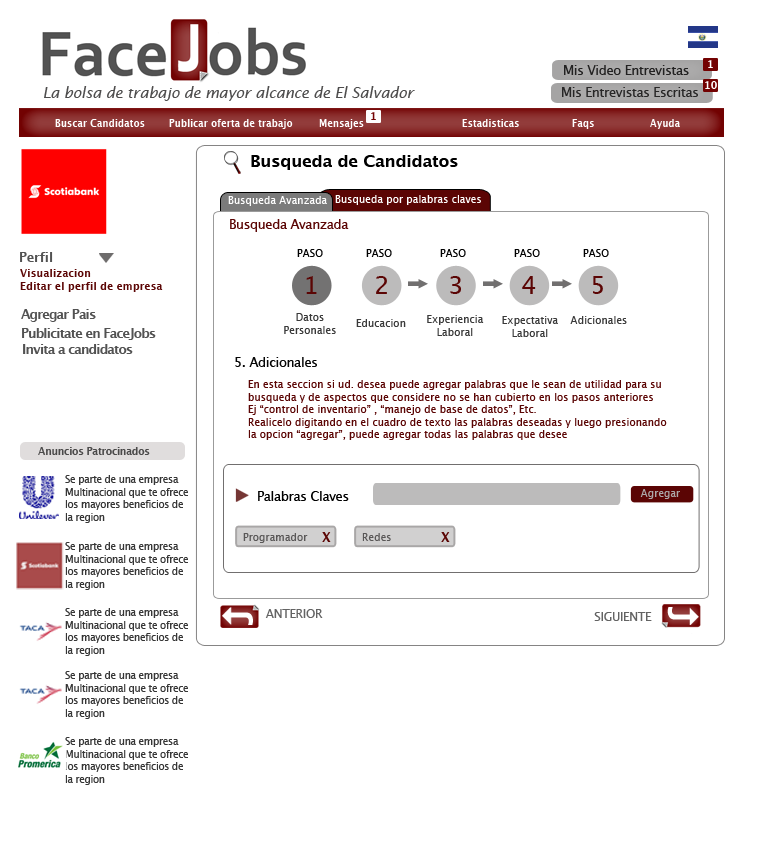 FaceJobs
La bolsa de trabajo de mayor alcance de El Salvador
Mis Video Entrevistas 1
Mis Entrevistas Escritas 10
Buscar Candidatos Publicar oferta de trabajo Mensajes 1 Estadisticas Faqs Ayuda
Scotiabank
Perfil
Visualizacion
Editar el perfil de empresa
Agregar Pais
Publicitate en FaceJobs
Invita a candidatos
Anuncios Patrocinados
Unilever
Se parte de una empresa
Multinacional que te ofrece
los mayores beneficios de
la region
Scotiabank
Se parte de una empresa
Multinacional que te ofrece
los mayores beneficios de
la region
TACA
Se parte de una empresa
Multinacional que te ofrece
los mayores beneficios de
la region
TACA
Se parte de una empresa
Multinacional que te ofrece
los mayores beneficios de
la region
Banco
Promerica
Se parte de una empresa
Multinacional que te ofrece
los mayores beneficios de
la region
Busqueda de Candidatos
Busqueda Avanzada Busqueda por palabras claves
Busqueda Avanzada
PASO PASO PASO PASO PASO
1 2 3 4 5
Datos
Personales
Educacion
Experiencia
Laboral
Expectativa
Laboral
Adicionales
5. Adicionales
En esta seccion si ud. desea puede agregar palabras que le sean de utilidad para su
busqueda y de aspectos que considere no se han cubierto en los pasos anteriores
Ej “control de inventario” , “manejo de base de datos”, Etc.
Realicelo digitando en el cuadro de texto las palabras deseadas y luego presionando
la opcion “agregar”, puede agregar todas las palabras que desee
Palabras Claves Agregar
Programador X Redes X
ANTERIOR SIGUIENTE